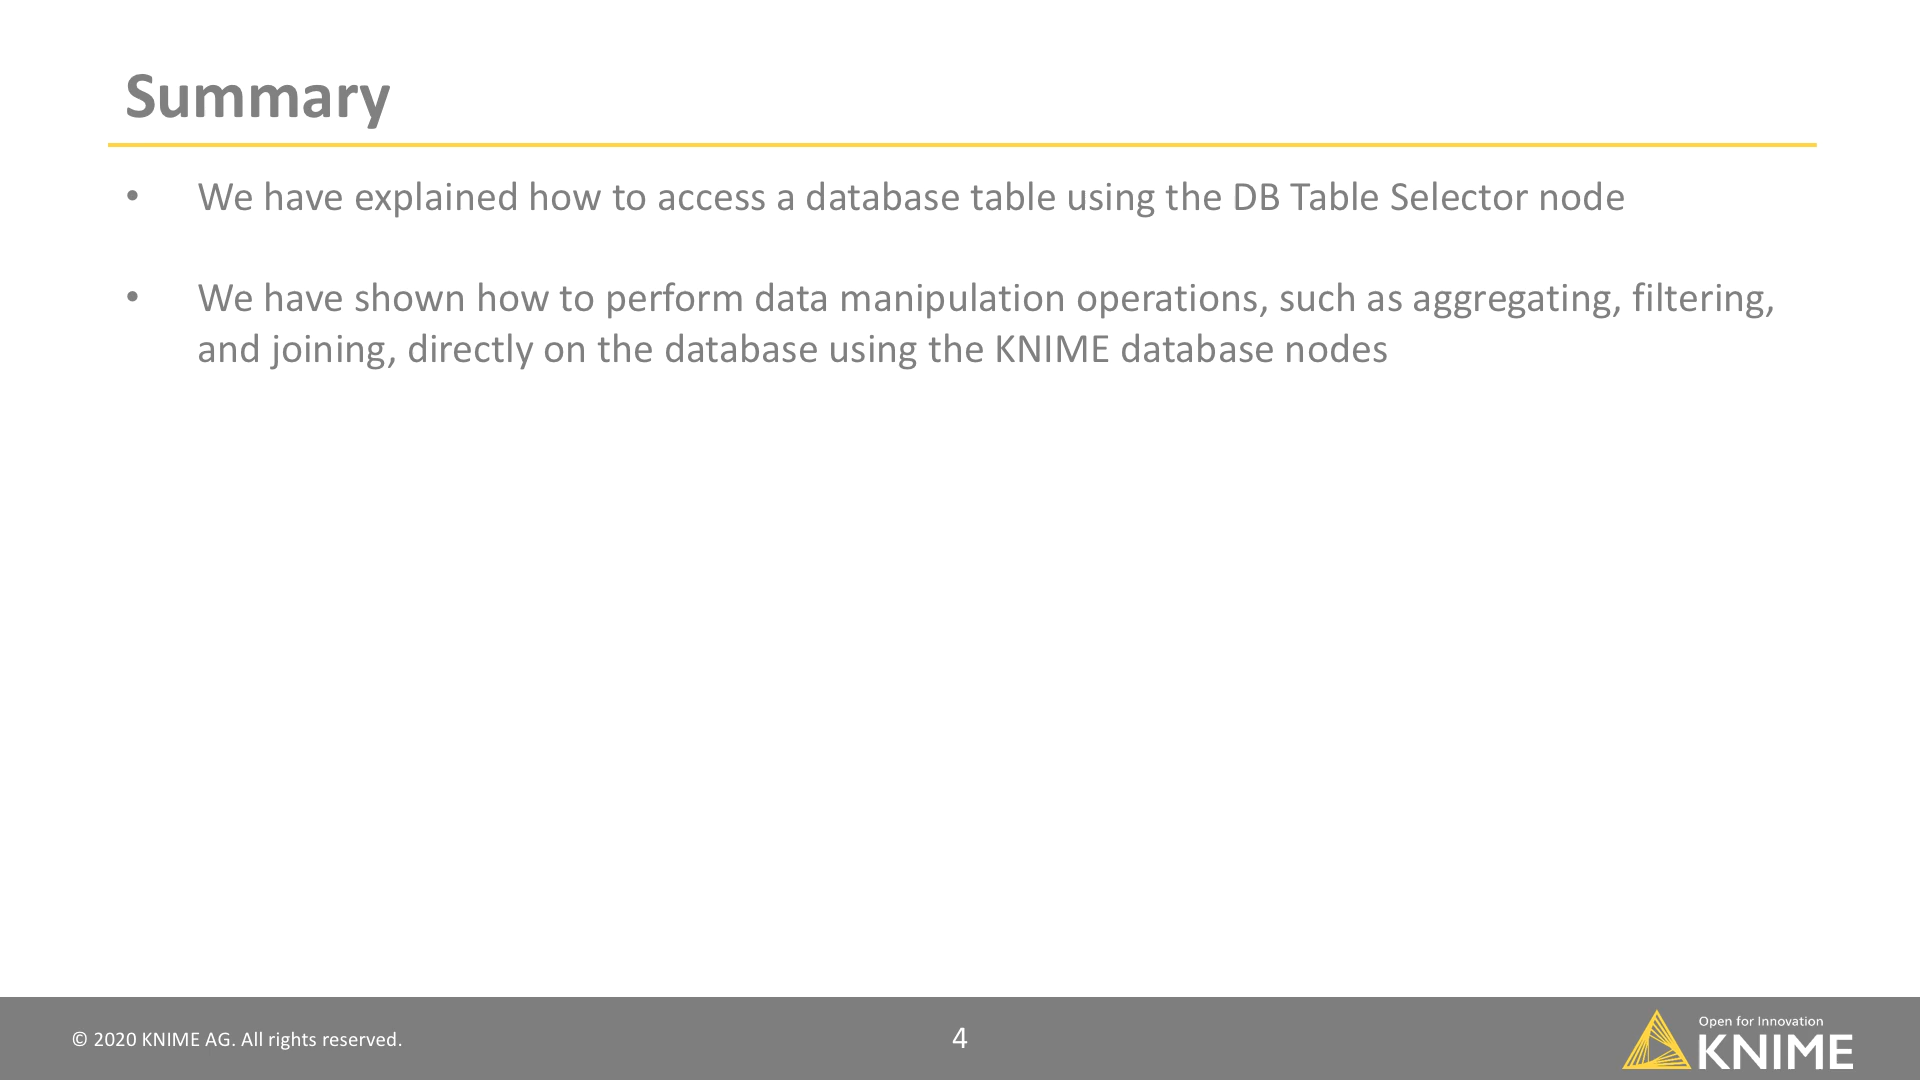 Summary
• We have explained how to access a database table using the DB Table Selector node
• We have shown how to perform data manipulation operations, such as aggregating, filtering,
and joining, directly on the database using the KNIME database nodes
© 2020 KNIME AG. All rights reserved.
4
Open for Innovation
KNIME